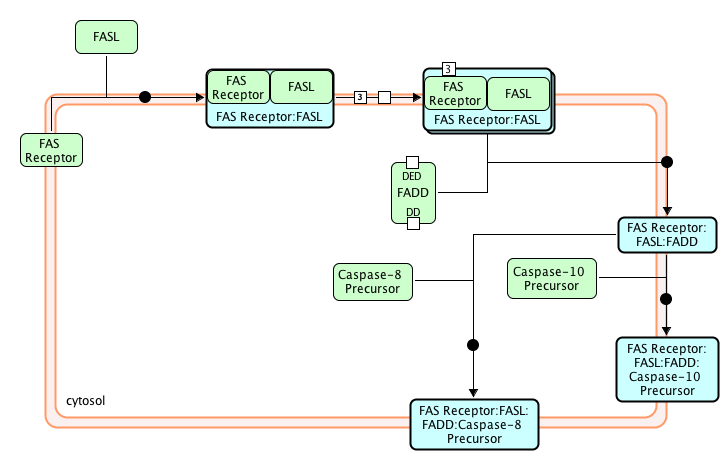 FASL
FAS
Receptor
FASL
FAS Receptor:FASL
3
3
FAS
Receptor
FASL
FAS Receptor:FASL
FAS
Receptor
DED
FADD
DD
FAS Receptor:
FASL:FADD
Caspase-8
Precursor
Caspase-10
Precursor
FAS Receptor:
FASL:FADD:
Caspase-10
Precursor
cytosol
FAS Receptor:FASL:
FADD:Caspase-8
Precursor